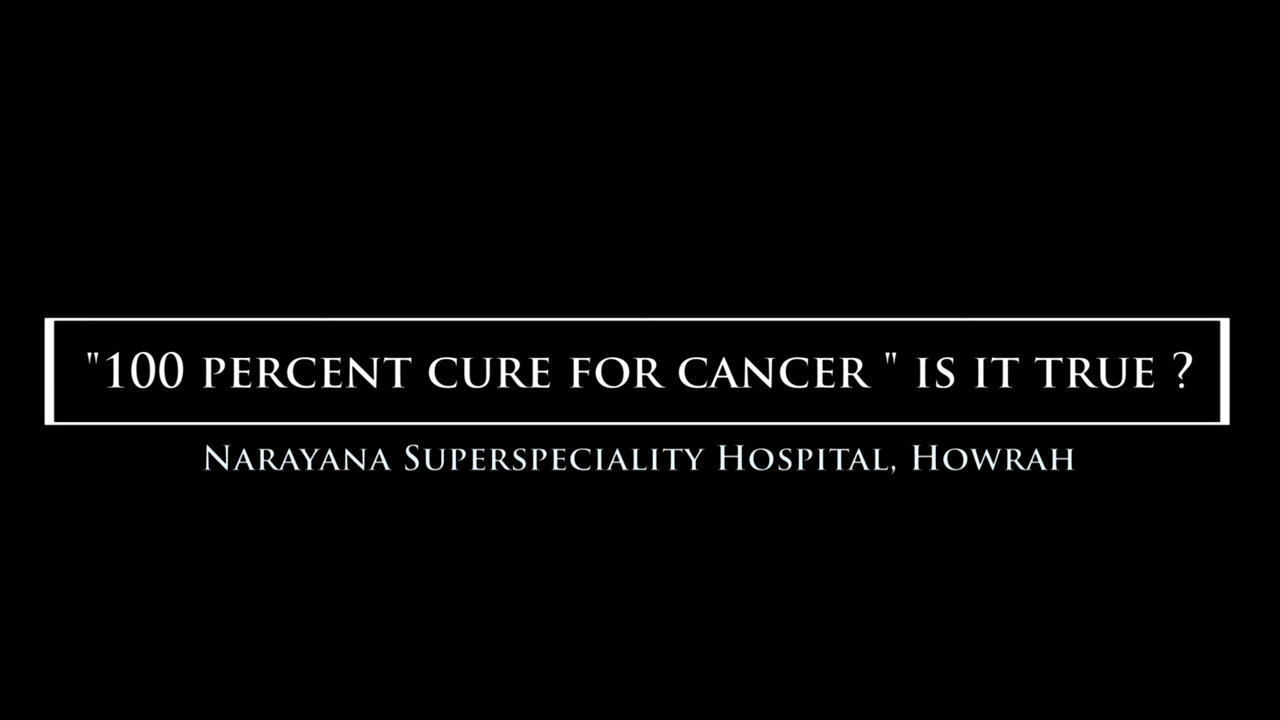 "100 PERCENT CURE FOR CANCER " IS IT TRUE ?
NARAYANA SUPERSPECIALITY HOSPITAL, HOWRAH